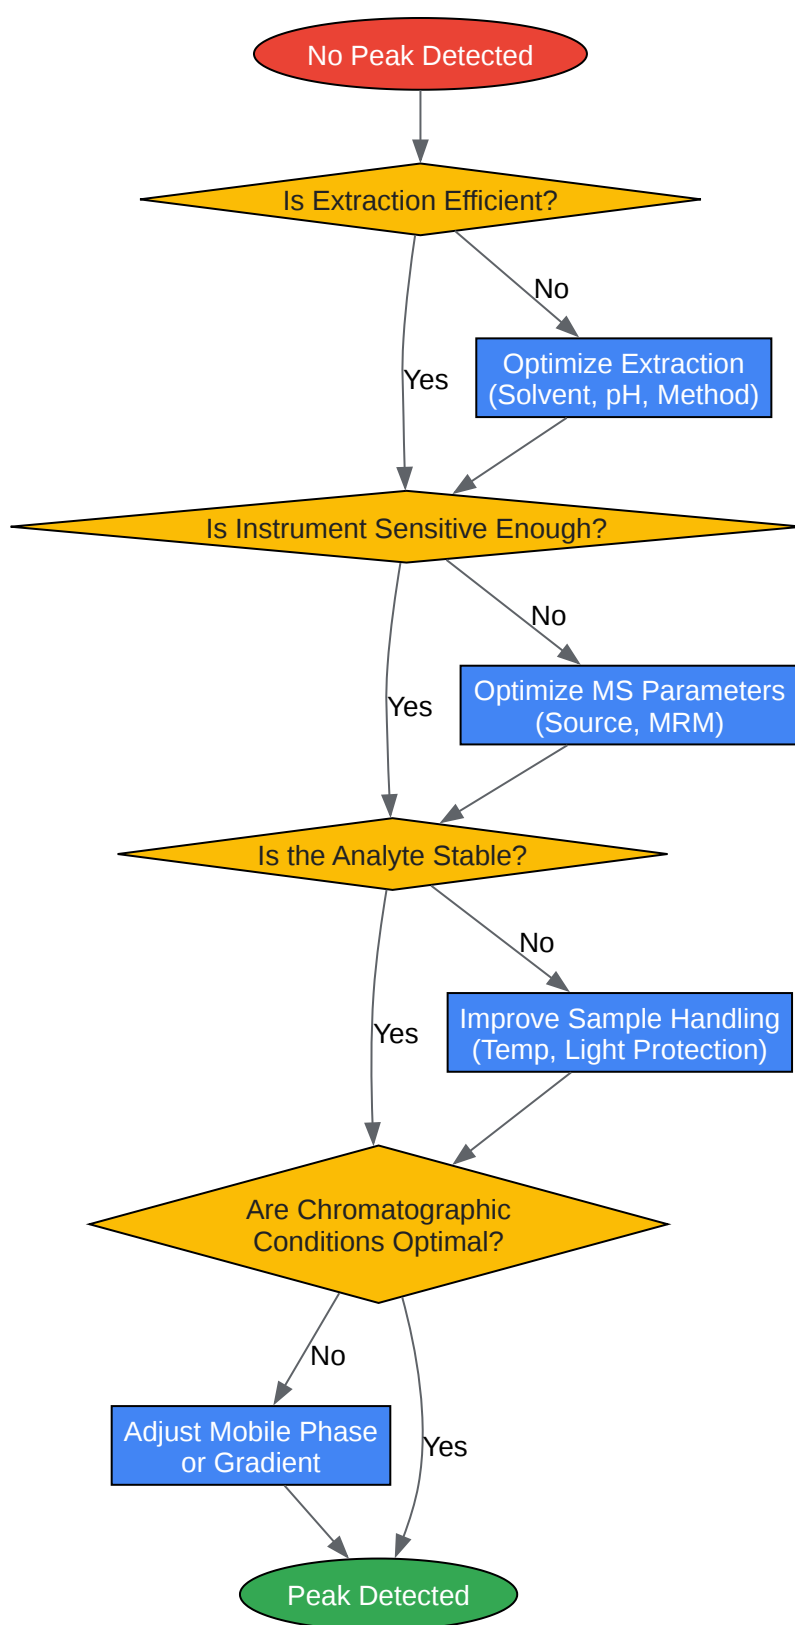 No Peak Detected
Is Extraction Efficient?
No
Optimize Extraction
(Solvent, pH, Method)
Yes
Is Instrument Sensitive Enough?
No
Optimize MS Parameters
(Source, MRM)
Yes
Is the Analyte Stable?
No
Improve Sample Handling
(Temp, Light Protection)
Yes
Are Chromatographic
Conditions Optimal?
No
Adjust Mobile Phase
or Gradient
Yes
Peak Detected